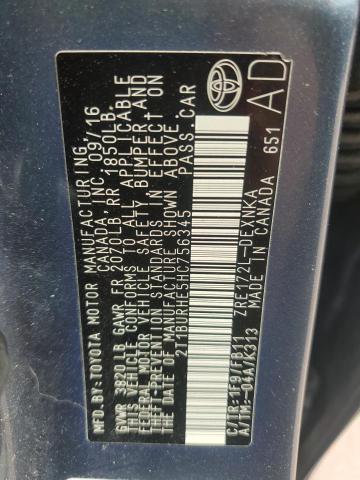 MFD.BY: TOYOTA MOTOR MANUFACTURING,
CANADA, INC. 09/16
GVWR 3820LB GAWR FR 2020LB RR 1850LB.
THIS VEHICLE CONFORMS TO ALL APPLICABLE
FEDERAL MOTOR VEHICLE SAFETY, BUMPER, AND
THEFT-PREVENTION STANDARDS IN EFFECT ON
THE DATE OF MANUFACTURE SHOWN ABOVE.
2T1BURHE5HC756345 PASS.CAR
C/TR: 1F9/FB11 ZRE172L-DEXNKA
A/TM:-04A/K313 MADE IN CANADA 651
TOYOTA
AD